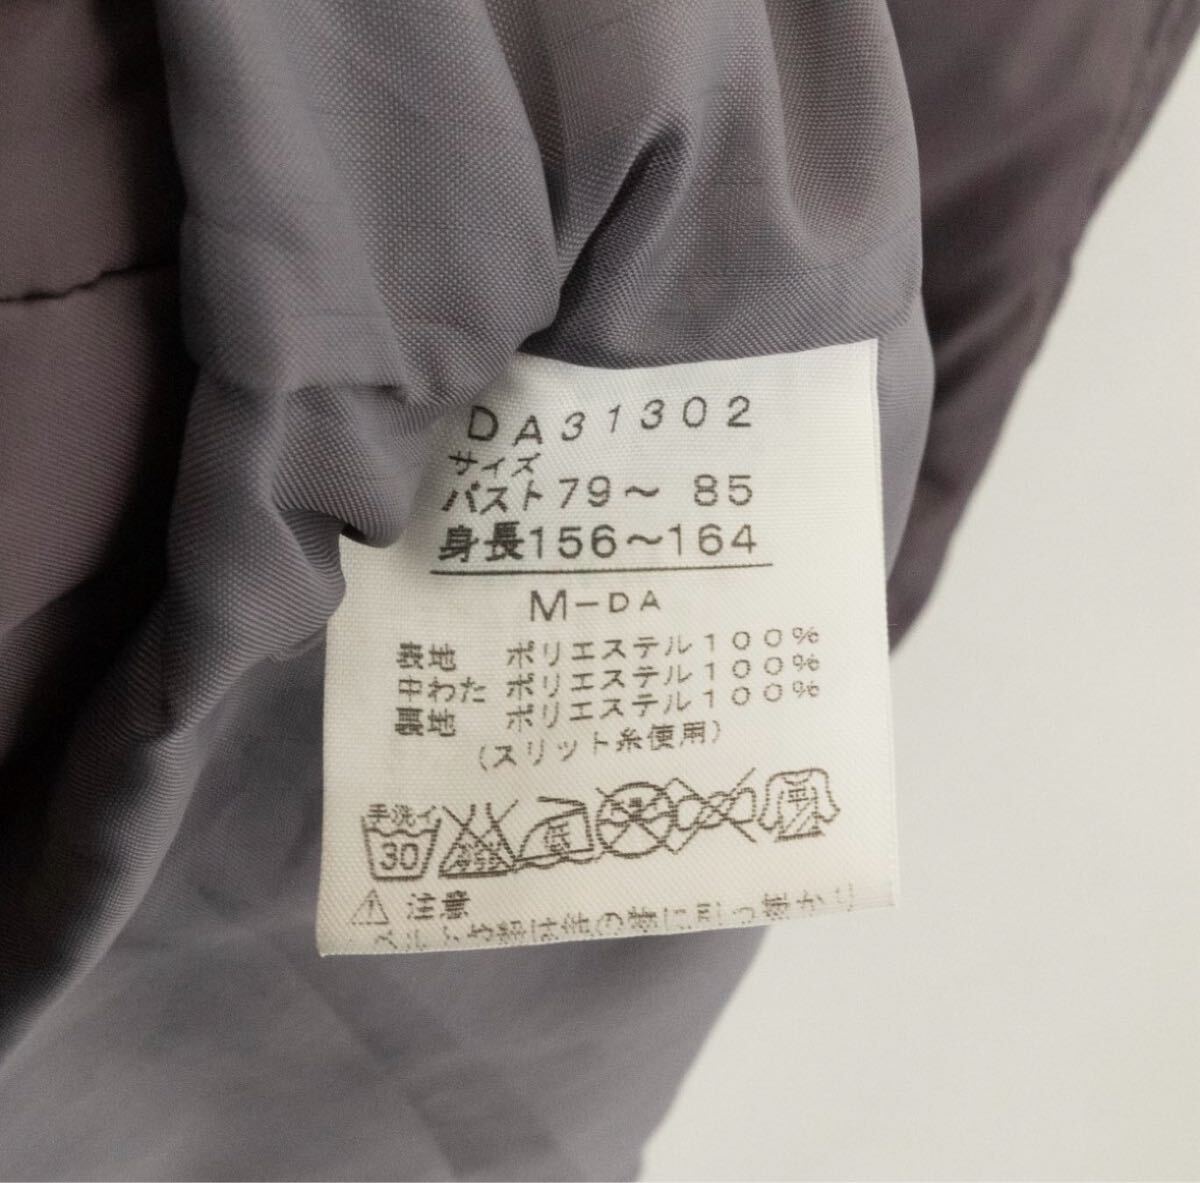 DA31302
サイズ
バスト79〜 85
身長156〜164
M-DA
表地 ポリエステル100%
中わた ポリエステル100%
裏地 ポリエステル100%
(スリット糸使用)
手洗イ
30
低
⚠ 注意